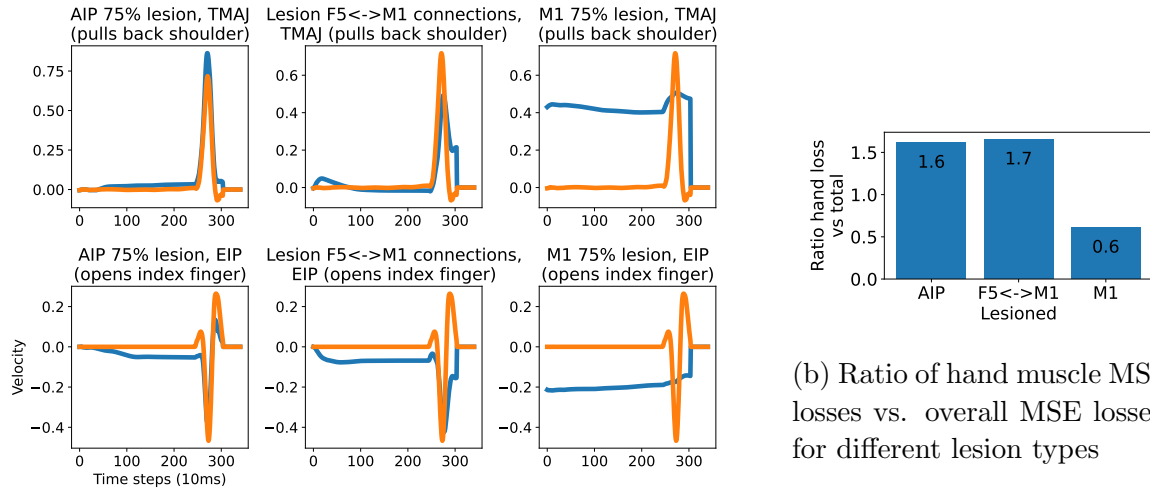 AIP 75% lesion, TMAJ
(pulls back shoulder)
0.75
0.50
0.25
0.00
0 100 200 300
Lesion F5<->M1 connections,
TMAJ (pulls back shoulder)
0.6
0.4
0.2
0.0
0 100 200 300
M1 75% lesion, TMAJ
(pulls back shoulder)
0.6
0.4
0.2
0.0
0 100 200 300
AIP 75% lesion, EIP
(opens index finger)
Velocity
0.2
0.0
−0.2
−0.4
0 100 200 300
Time steps (10ms)
Lesion F5<->M1 connections,
EIP (opens index finger)
0.2
0.0
−0.2
−0.4
0 100 200 300
M1 75% lesion, EIP
(opens index finger)
0.2
0.0
−0.2
−0.4
0 100 200 300
Ratio hand loss
vs total
1.5
1.0
0.5
0.0
1.6
1.7
0.6
AIP F5<->M1 M1
Lesioned
(b) Ratio of hand muscle MS
losses vs. overall MSE losse
for different lesion types